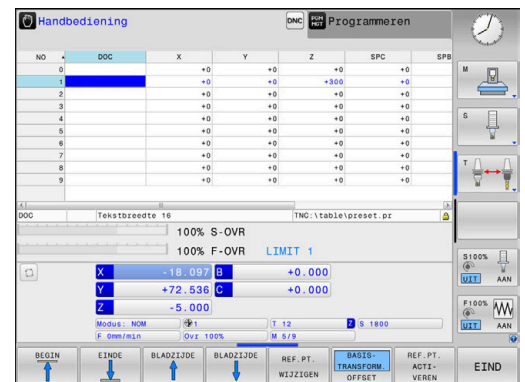 Handbediening DNC PGM MGT Programmeren
NO DOC X Y Z SPC SPB
0 +0 +0 +0 +0
1 +0 +0 +300 +0
2 +0 +0 +0 +0
3 +0 +0 +0 +0
4 +0 +0 +0 +0
5 +0 +0 +0 +0
6 +0 +0 +0 +0
7 +0 +0 +0 +0
8 +0 +0 +0 +0
9 +0 +0 +0 +0
DOC Tekstbreedte 16 TNC:\table\preset.pr
100% S-OVR
100% F-OVR LIMIT 1
X -18.097 B +0.000
Y +72.536 C +0.000
Z -5.000
Modus: NOM 1 T 12 Z S 1800
F 0mm/min Ovr 100% M 5/9
M
S
T
S100%
UIT AAN
F100%
UIT AAN
BEGIN
EINDE
BLADZIJDE
BLADZIJDE
REF.PT.
WIJZIGEN
BASIS-
TRANSFORM.
OFFSET
REF.PT.
ACTI-
VEREN
EIND